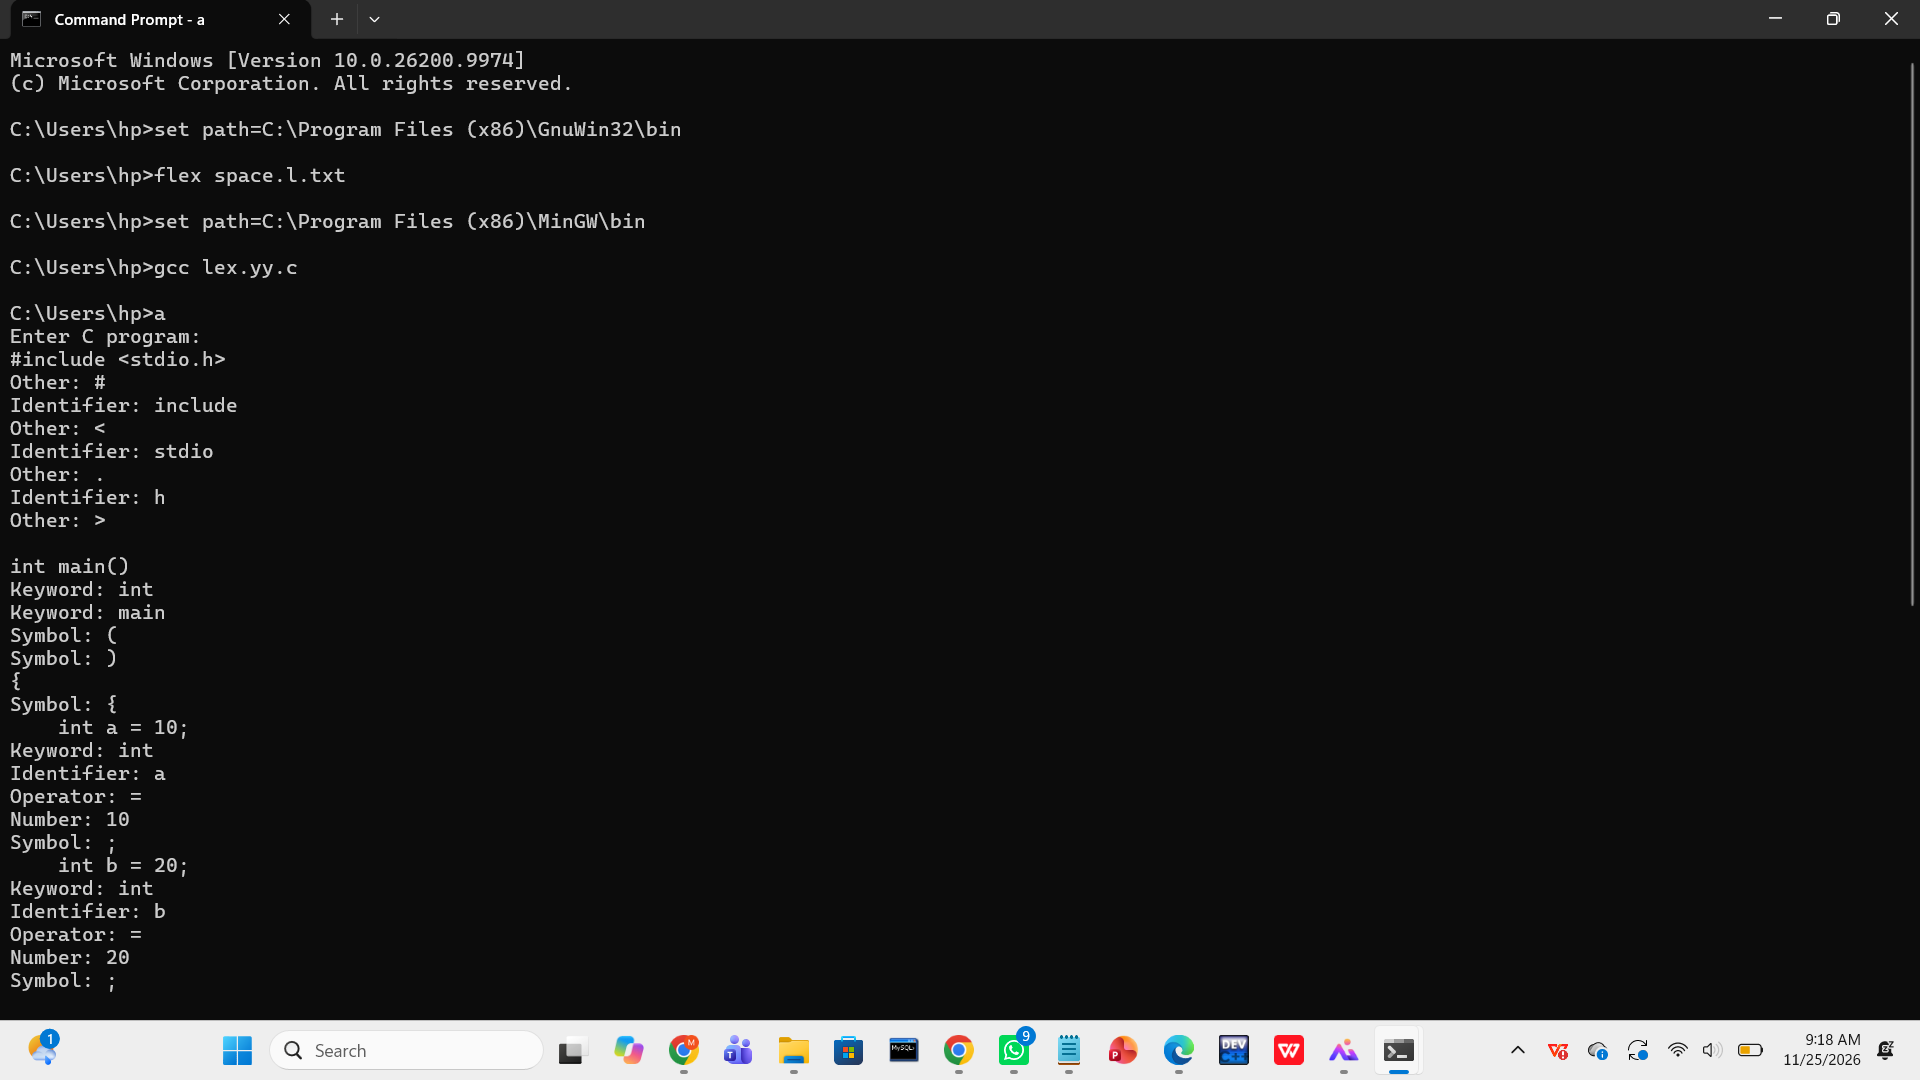 Command Prompt - a
Microsoft Windows [Version 10.0.26200.9974]
(c) Microsoft Corporation. All rights reserved.
C:\Users\hp>set path=C:\Program Files (x86)\GnuWin32\bin
C:\Users\hp>flex space.l.txt
C:\Users\hp>set path=C:\Program Files (x86)\MinGW\bin
C:\Users\hp>gcc lex.yy.c
C:\Users\hp>a
Enter C program:
#include <stdio.h>
Other: #
Identifier: include
Other: <
Identifier: stdio
Other: .
Identifier: h
Other: >
int main()
Keyword: int
Keyword: main
Symbol: (
Symbol: )
{
Symbol: {
    int a = 10;
Keyword: int
Identifier: a
Operator: =
Number: 10
Symbol: ;
    int b = 20;
Keyword: int
Identifier: b
Operator: =
Number: 20
Symbol: ;
1
Search
M
T
MySQL
9
P
DEV
C++
W
9:18 AM
11/25/2026